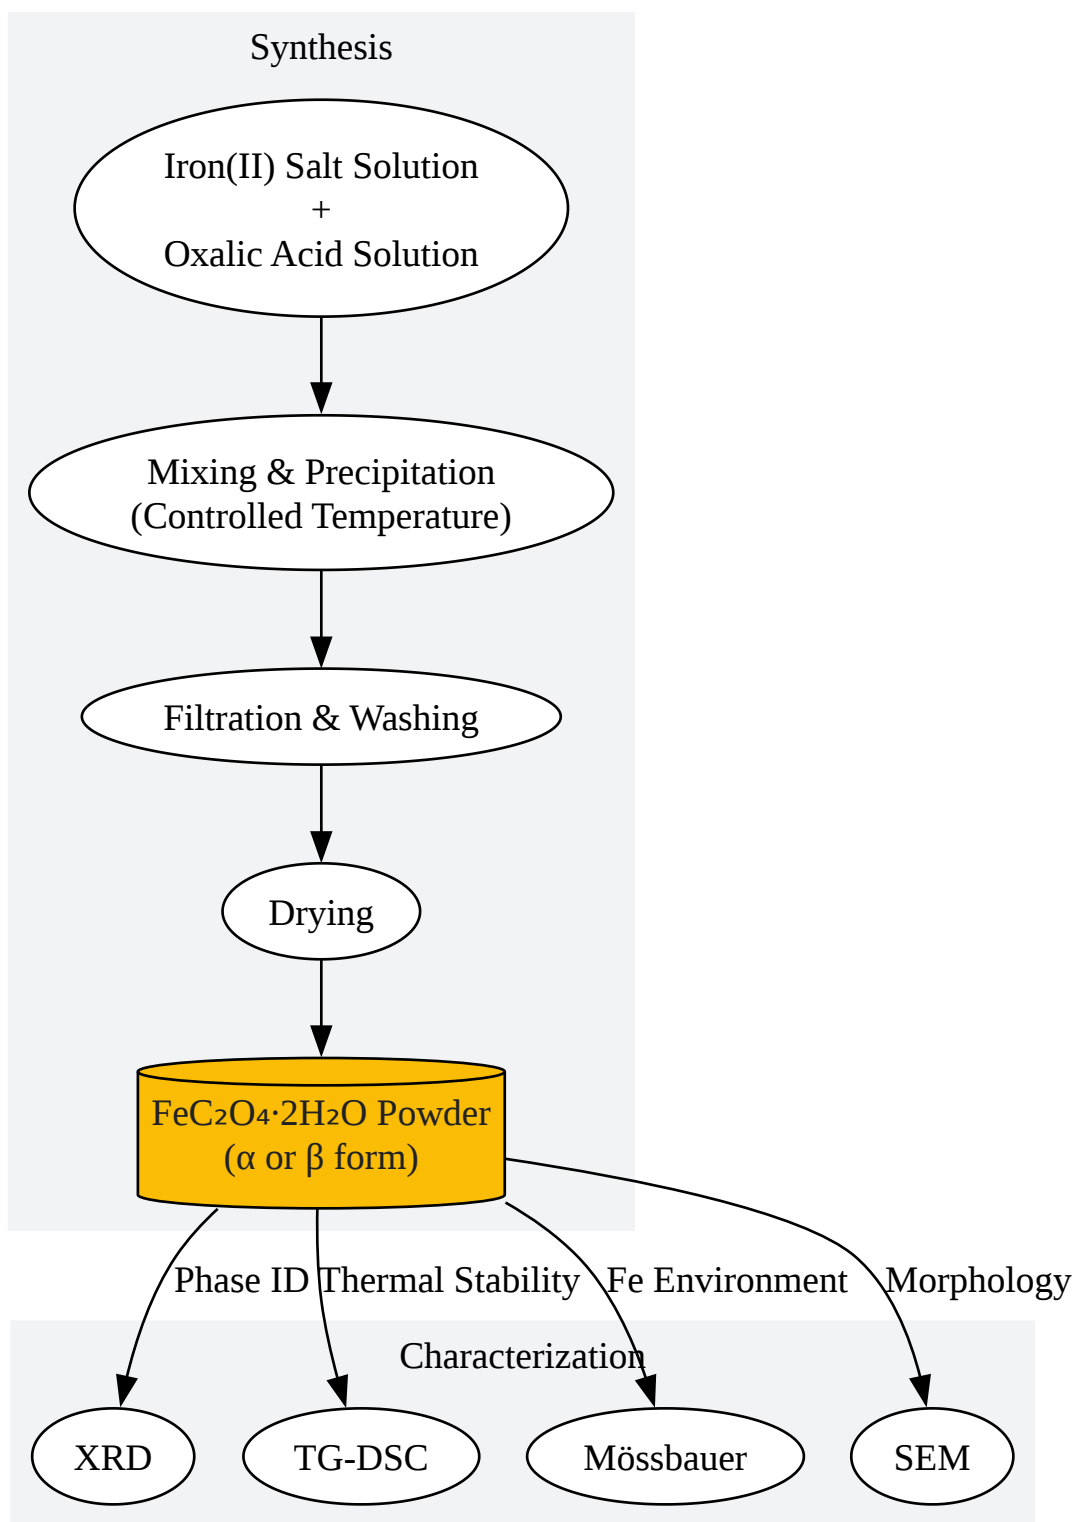 Synthesis
Iron(II) Salt Solution
+
Oxalic Acid Solution
Mixing & Precipitation
(Controlled Temperature)
Filtration & Washing
Drying
FeC₂O₄·2H₂O Powder
(α or β form)
Phase ID
Thermal Stability
Fe Environment
Morphology
Characterization
XRD
TG-DSC
Mössbauer
SEM